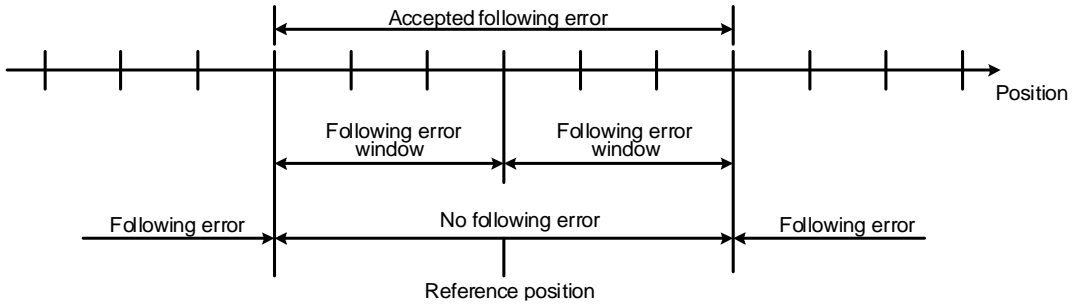 Accepted following error
Position
Following error
window
Following error
window
Following error
No following error
Following error
Reference position